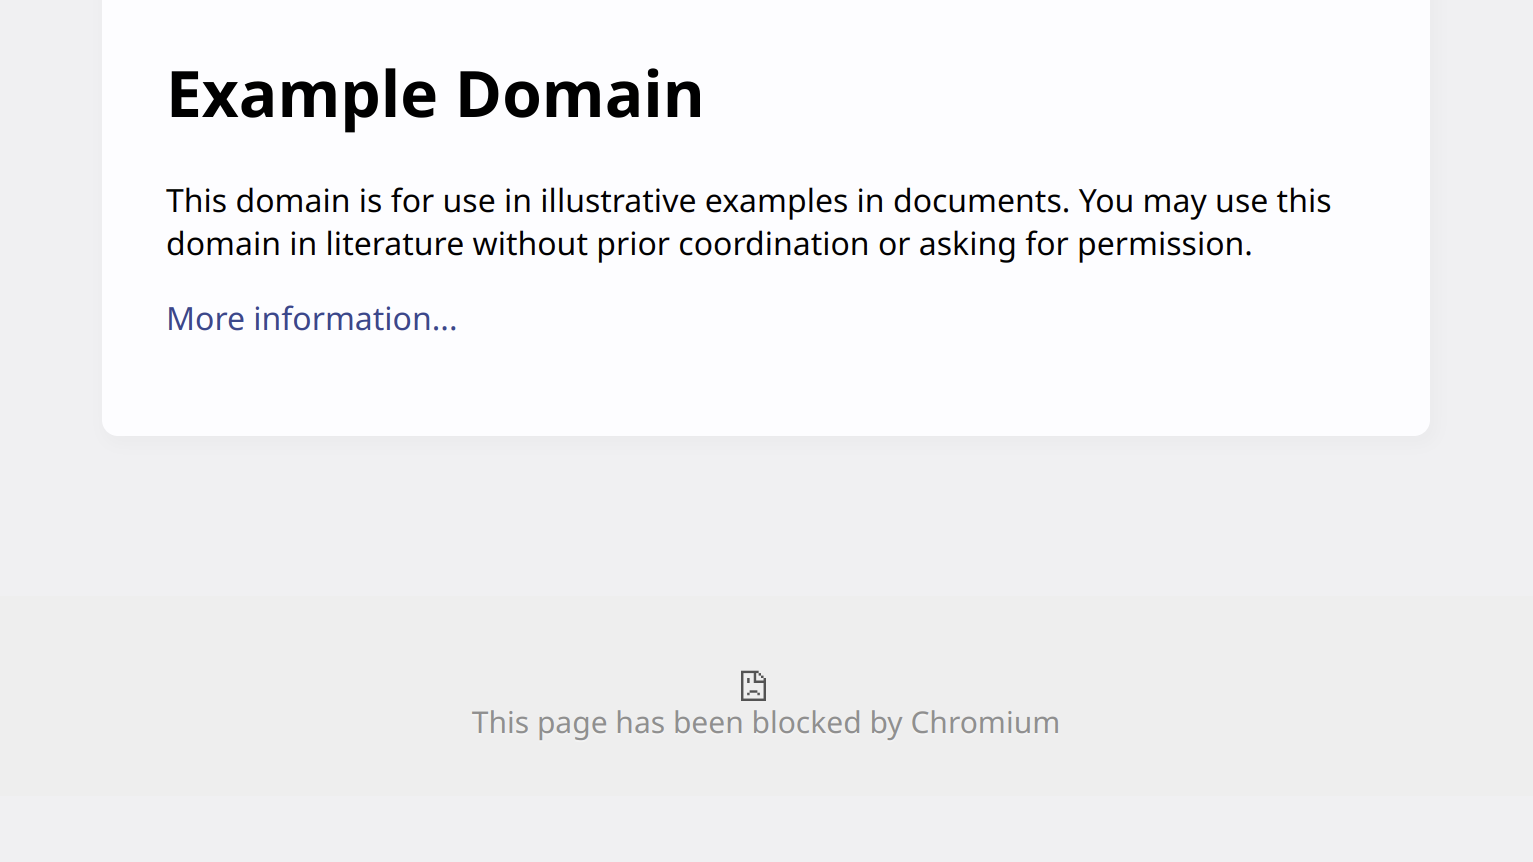 Example Domain
This domain is for use in illustrative examples in documents. You may use this
domain in literature without prior coordination or asking for permission.
More information...
This page has been blocked by Chromium